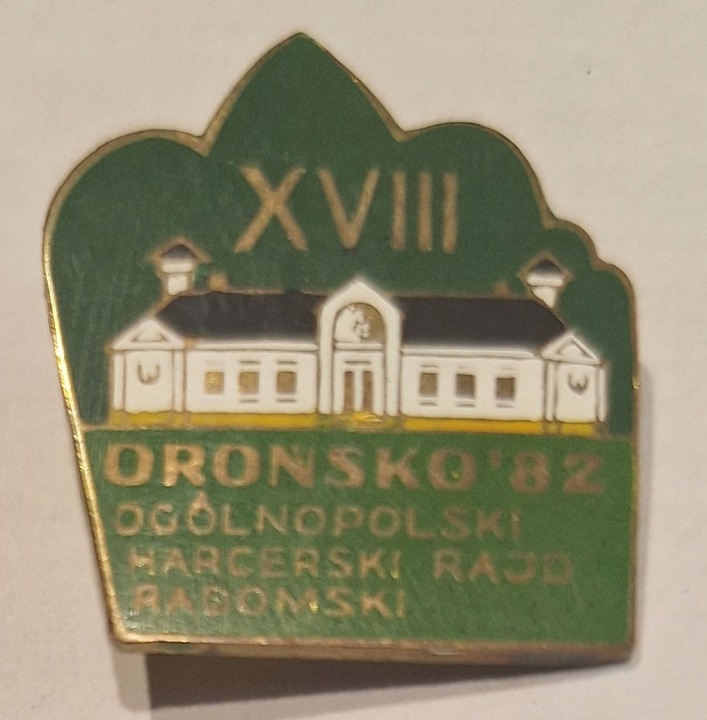 XVIII
ORONSKO '82
OGÓLNOPOLSKI
HARCERSKI RAJD
RADOMSKI